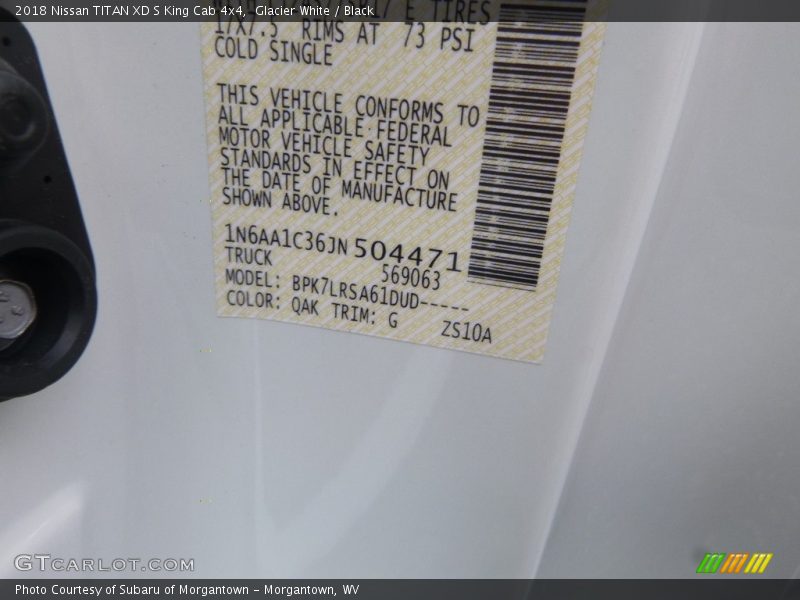 2018 Nissan TITAN XD S King Cab 4x4, Glacier White / Black
E TIRES
17X7.5 RIMS AT 73 PSI
COLD SINGLE
THIS VEHICLE CONFORMS TO
ALL APPLICABLE FEDERAL
MOTOR VEHICLE SAFETY
STANDARDS IN EFFECT ON
THE DATE OF MANUFACTURE
SHOWN ABOVE.
1N6AA1C36JN504471
TRUCK 569063
MODEL: BPK7LRSA61DUD-----
COLOR: QAK TRIM: G ZS10A
GTCARLOT.COM
Photo Courtesy of Subaru of Morgantown - Morgantown, WV